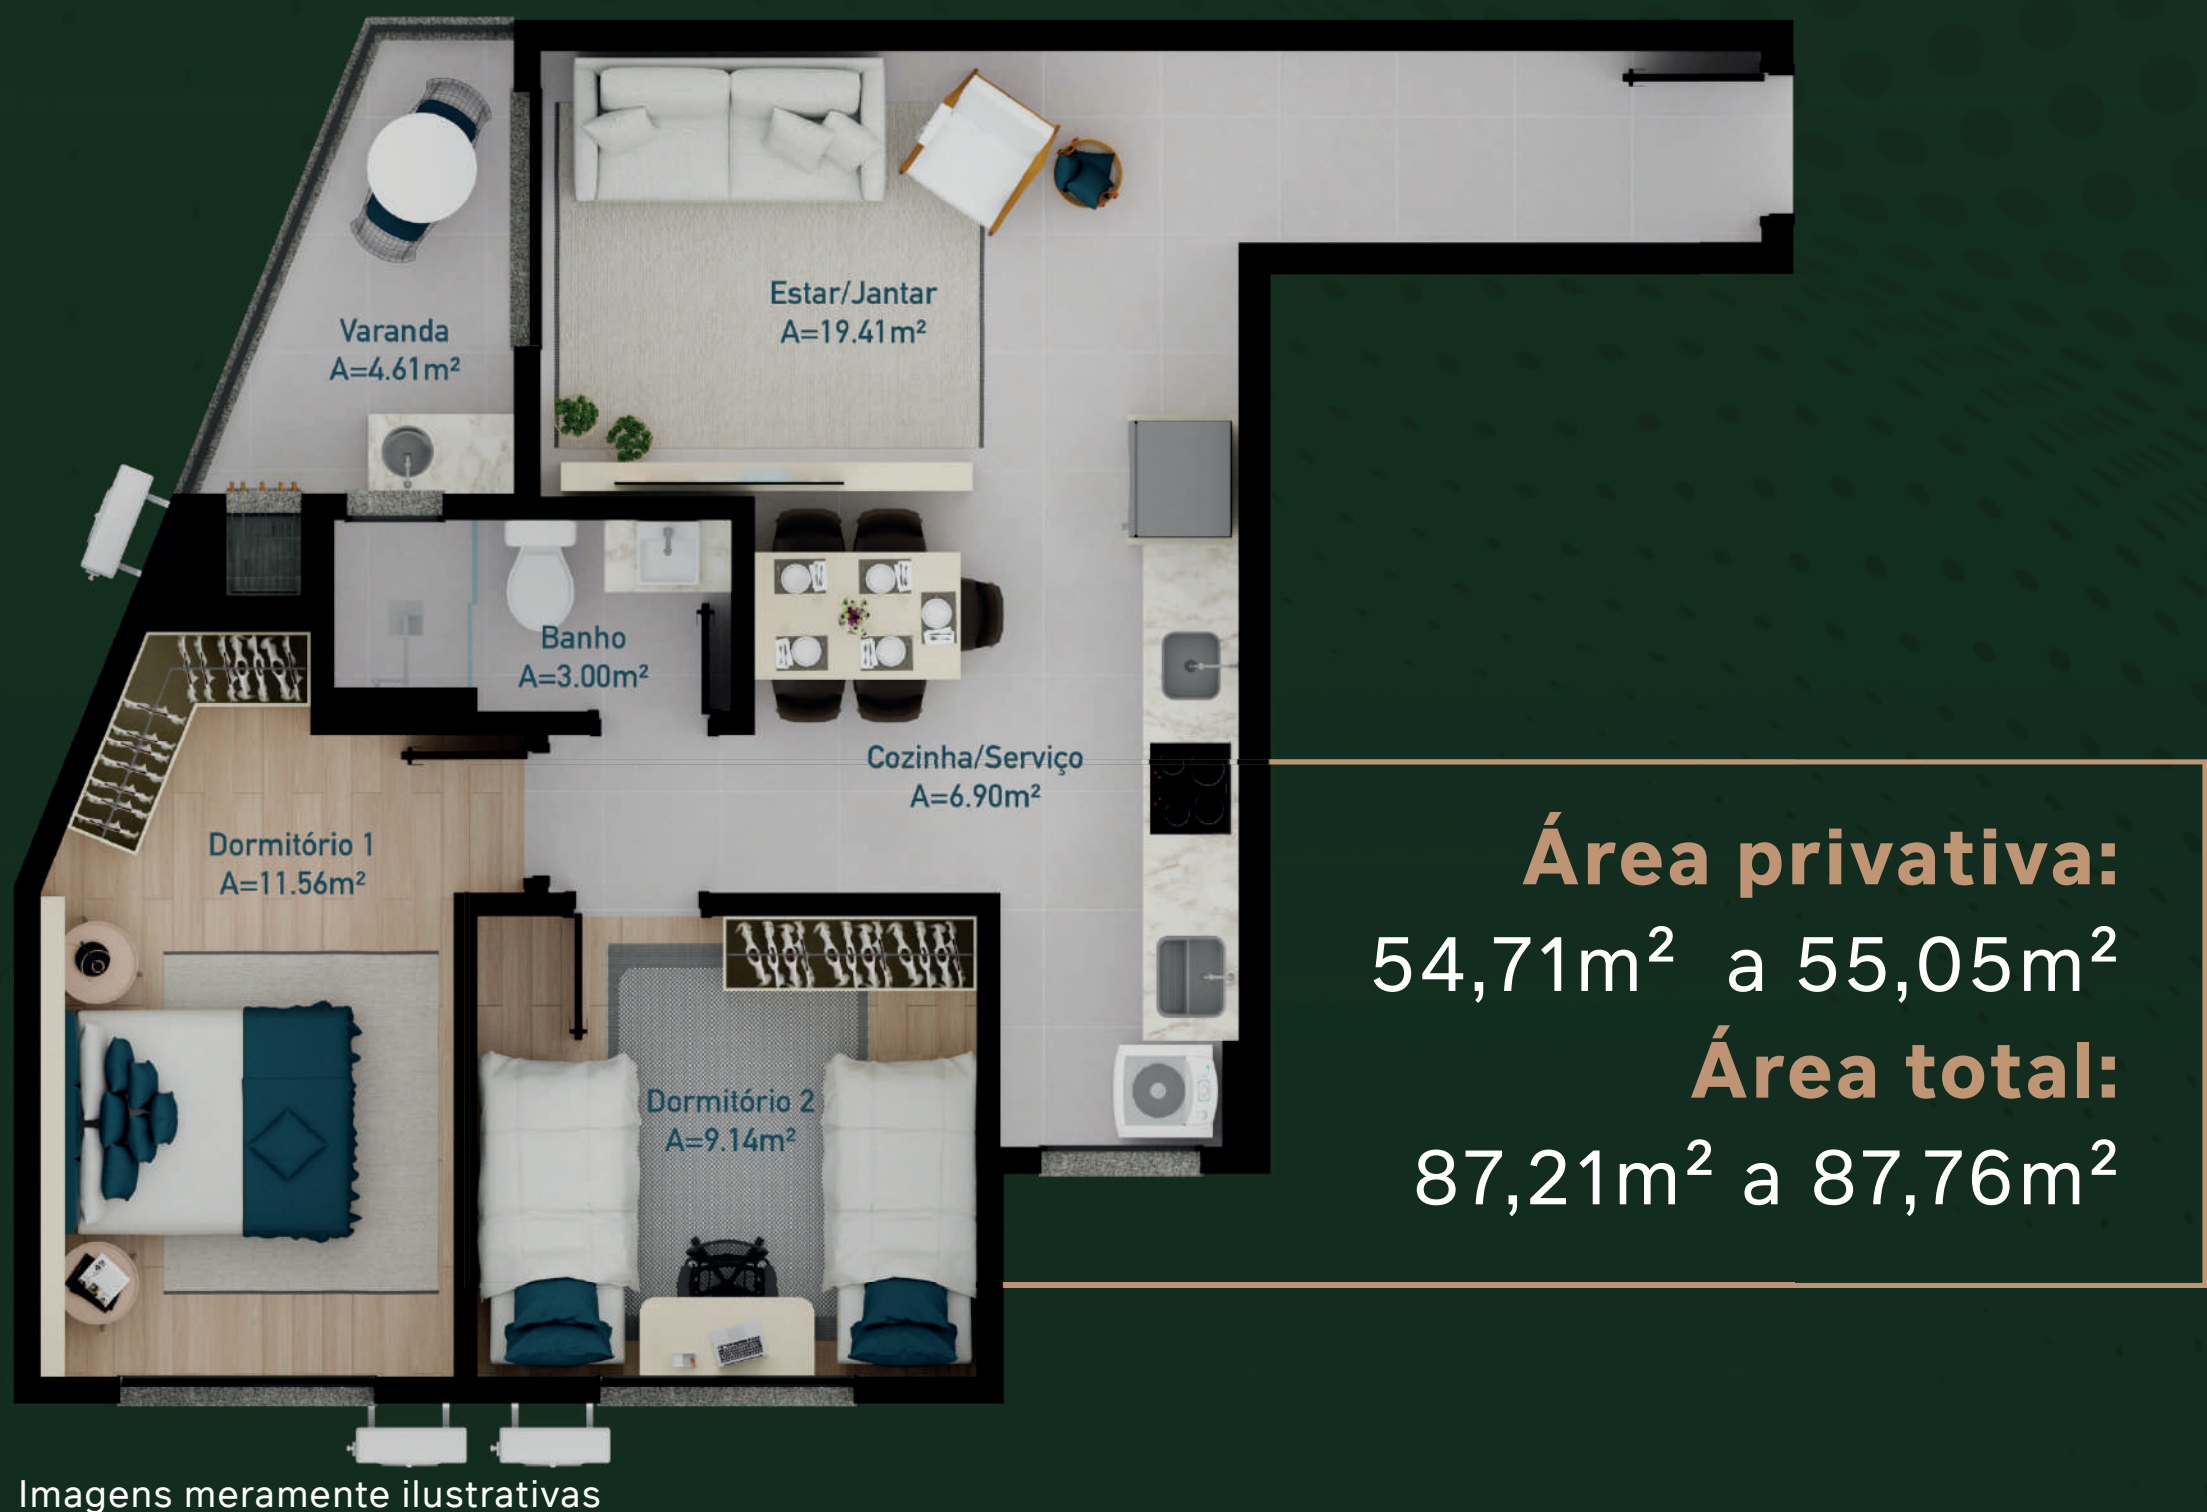 Estar/Jantar
A=19.41m²
Varanda
A=4.61m²
Banho
A=3.00m²
Cozinha/Serviço
A=6.90m²
Dormitório 1
A=11.56m²
Dormitório 2
A=9.14m²
Área privativa:
54,71m² a 55,05m²
Área total:
87,21m² a 87,76m²
Imagens meramente ilustrativas